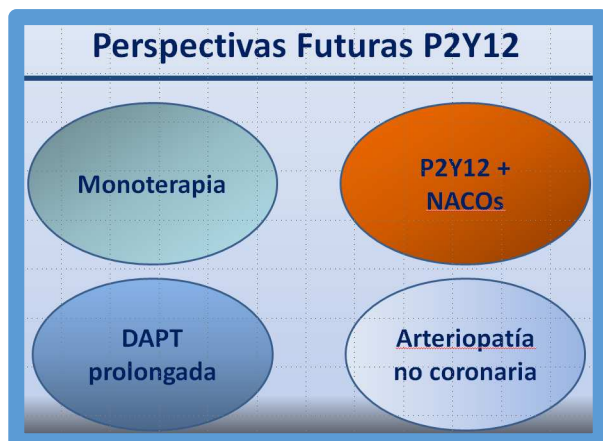 Perspectivas Futuras P2Y12
Monoterapia
P2Y12 +
NACOs
DAPT
prolongada
Arteriopatía
no coronaria